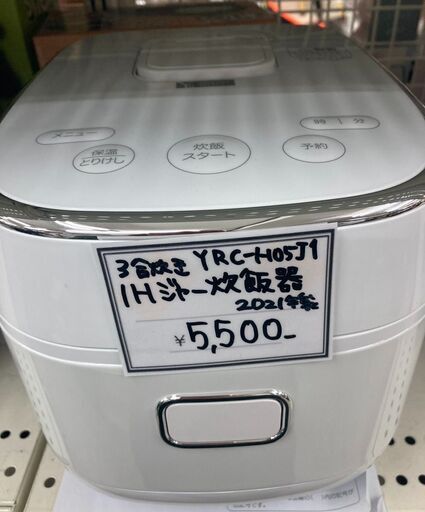 メニュー
時 | 分
保温
とりけし
炊飯
スタート
予約
3合炊き YRC-H05J1
IHジャー炊飯器
2021年製
¥5,500-